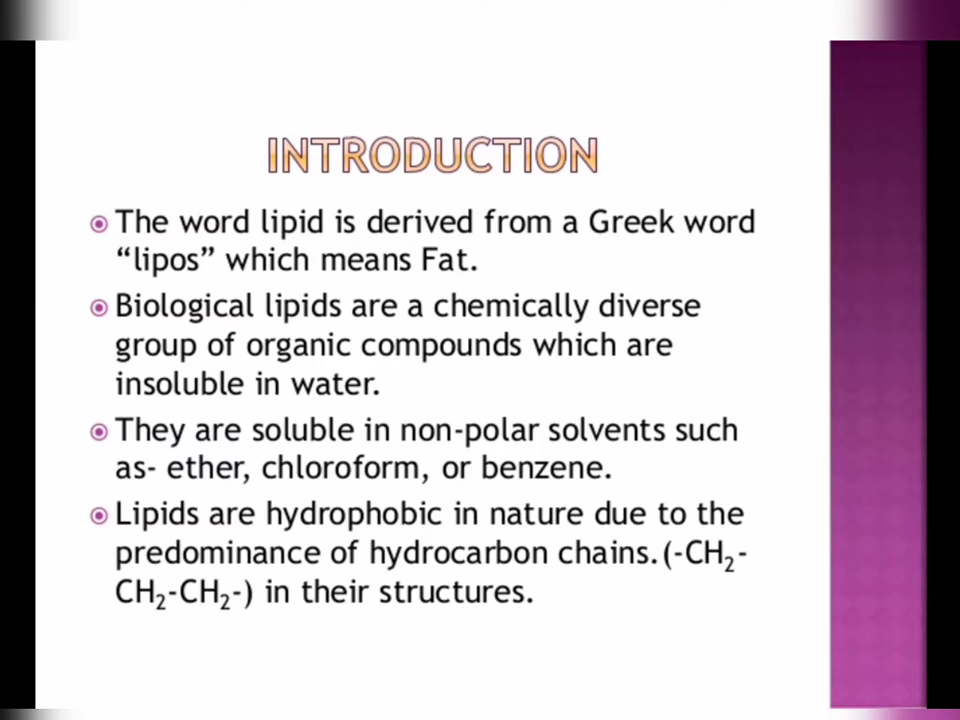 INTRODUCTION
The word lipid is derived from a Greek word
“lipos” which means Fat.
Biological lipids are a chemically diverse
group of organic compounds which are
insoluble in water.
They are soluble in non-polar solvents such
as- ether, chloroform, or benzene.
Lipids are hydrophobic in nature due to the
predominance of hydrocarbon chains.(-CH₂-
CH₂-CH₂-) in their structures.